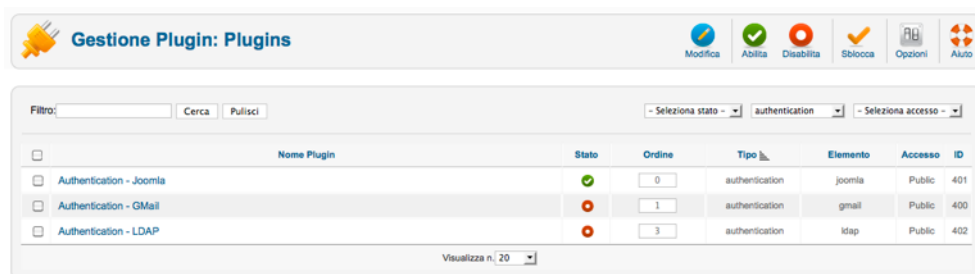 Gestione Plugin: Plugins
Modifica Abilita Disabilita Sblocca Opzioni Aiuto
Filtro: Cerca Pulisci - Seleziona stato - authentication - Seleziona accesso -
Nome Plugin Stato Ordine Tipo Elemento Accesso ID
Authentication - Joomla 0 authentication joomla Public 401
Authentication - GMail 1 authentication gmail Public 400
Authentication - LDAP 3 authentication ldap Public 402
Visualizza n. 20